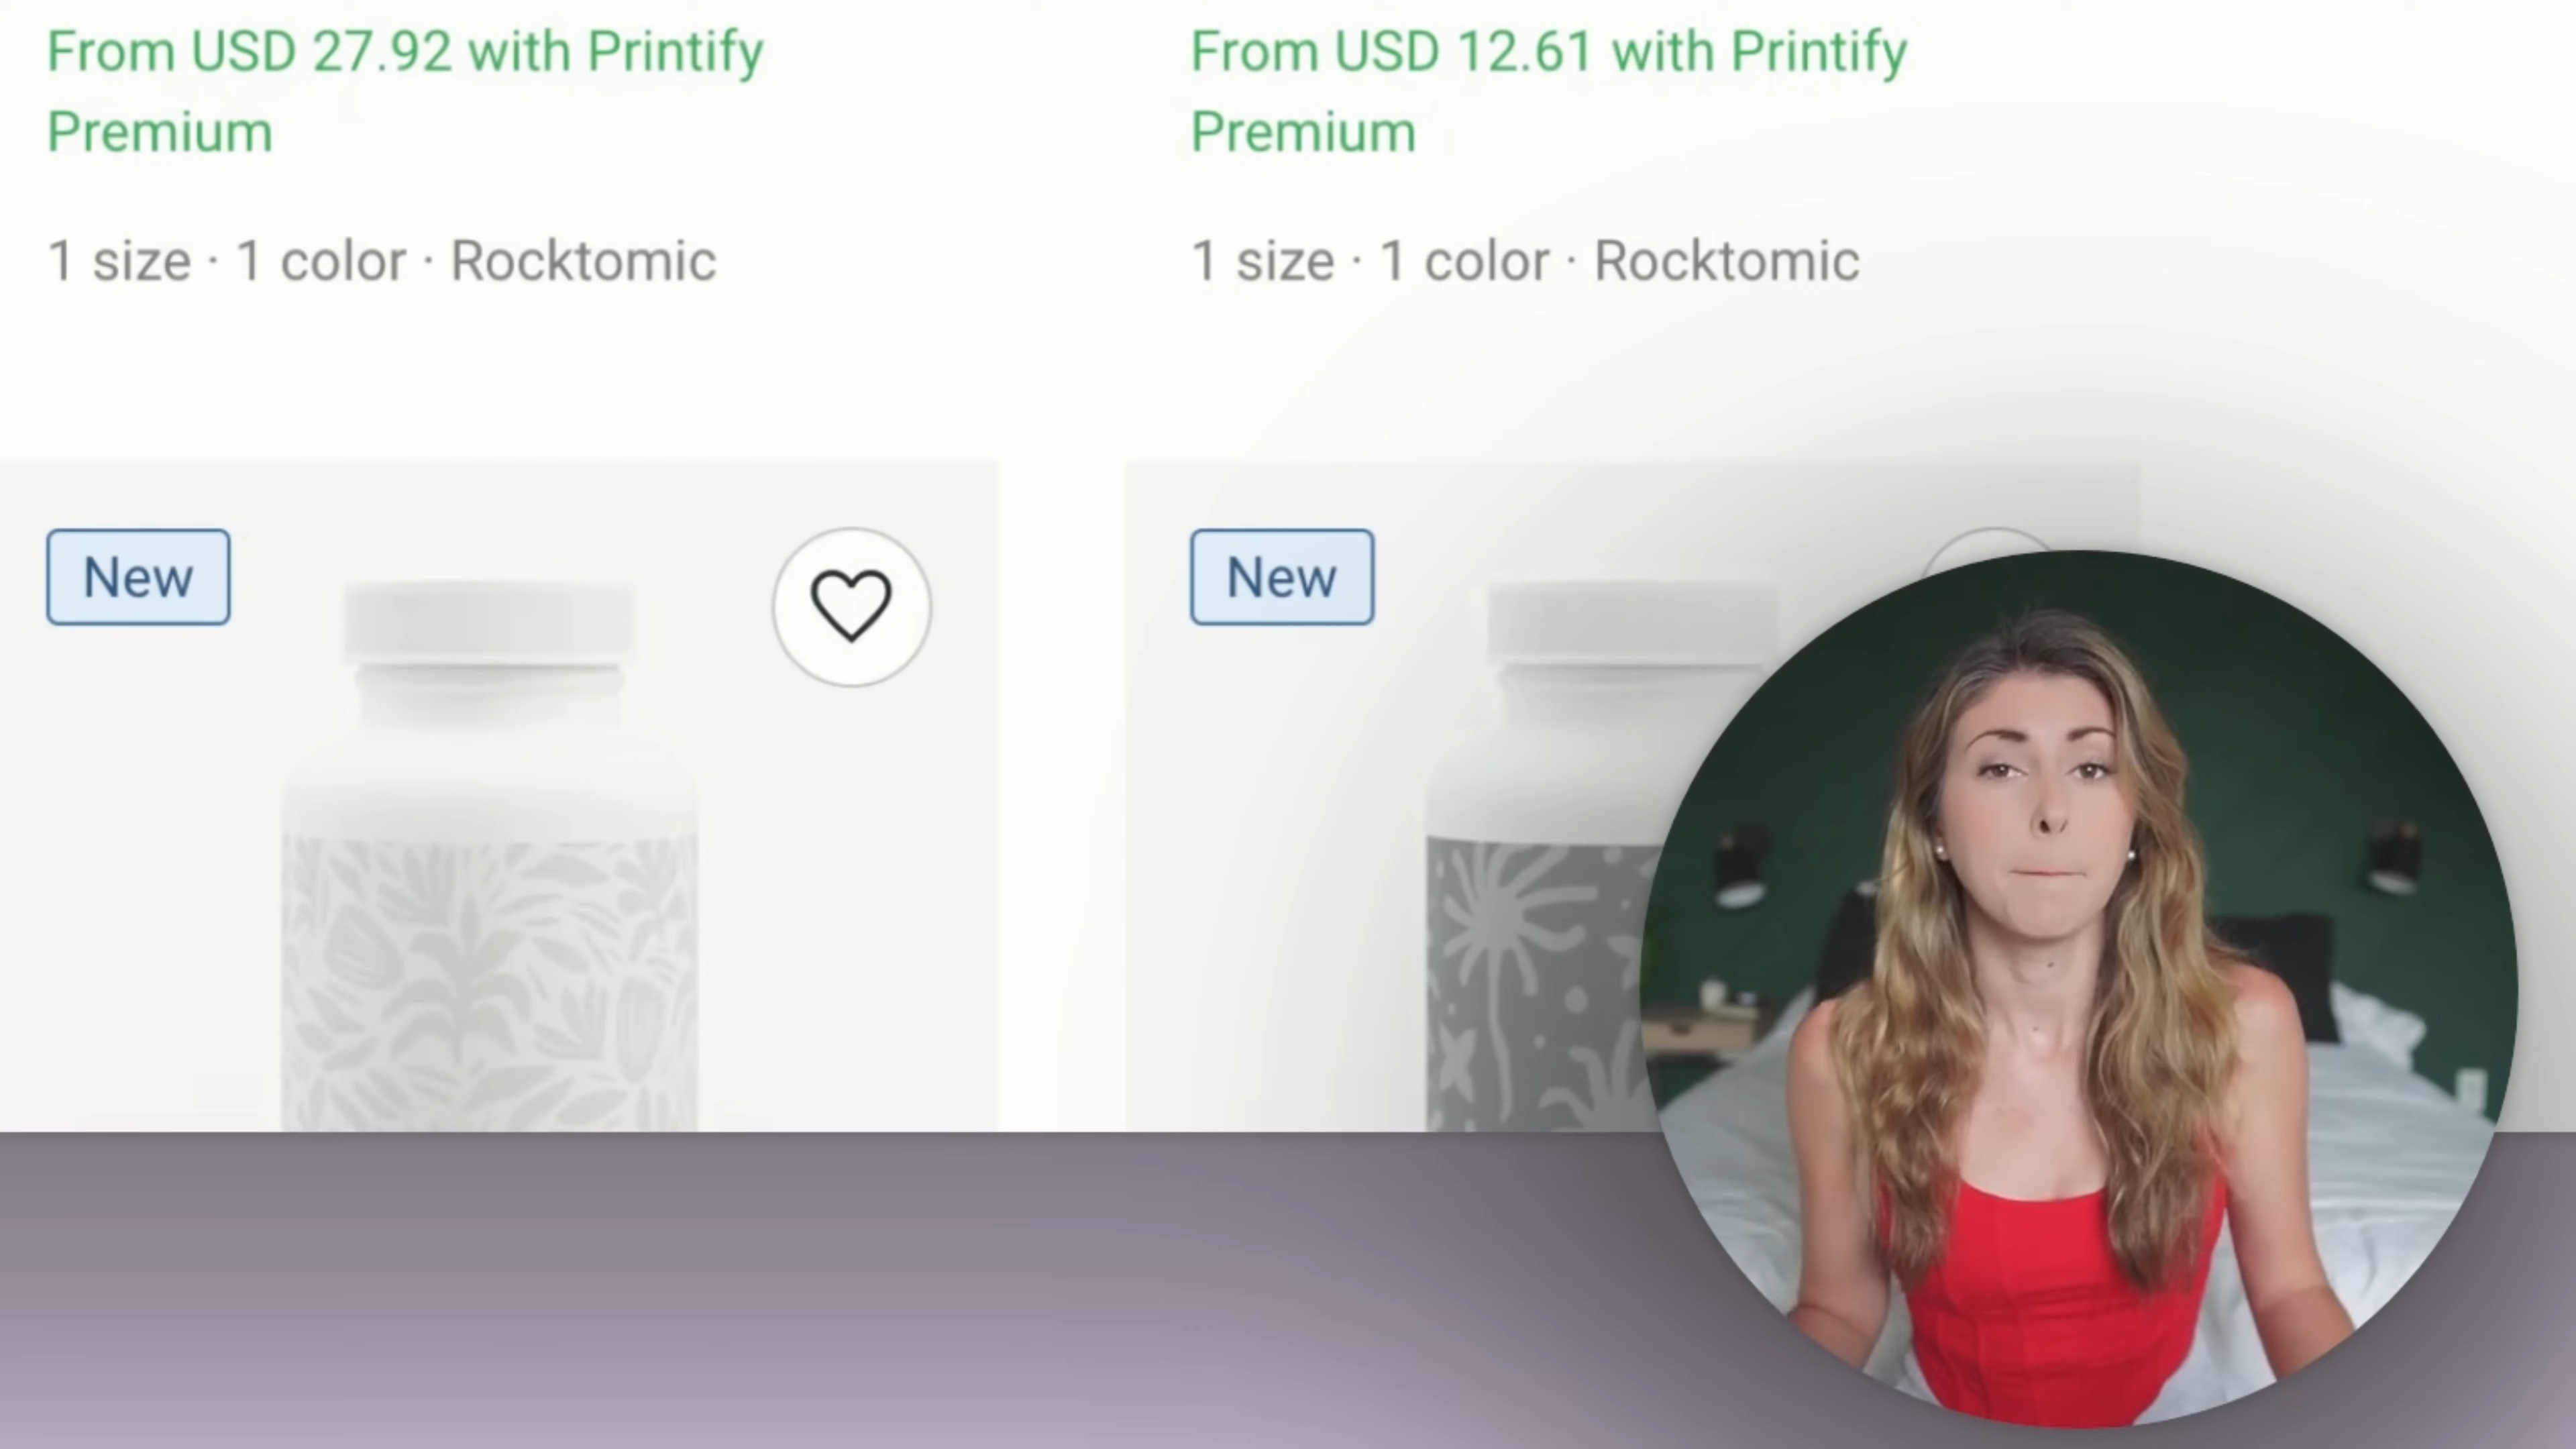 From USD 27.92 with Printify
Premium
1 size · 1 color · Rocktomic
From USD 12.61 with Printify
Premium
1 size · 1 color · Rocktomic
New
New